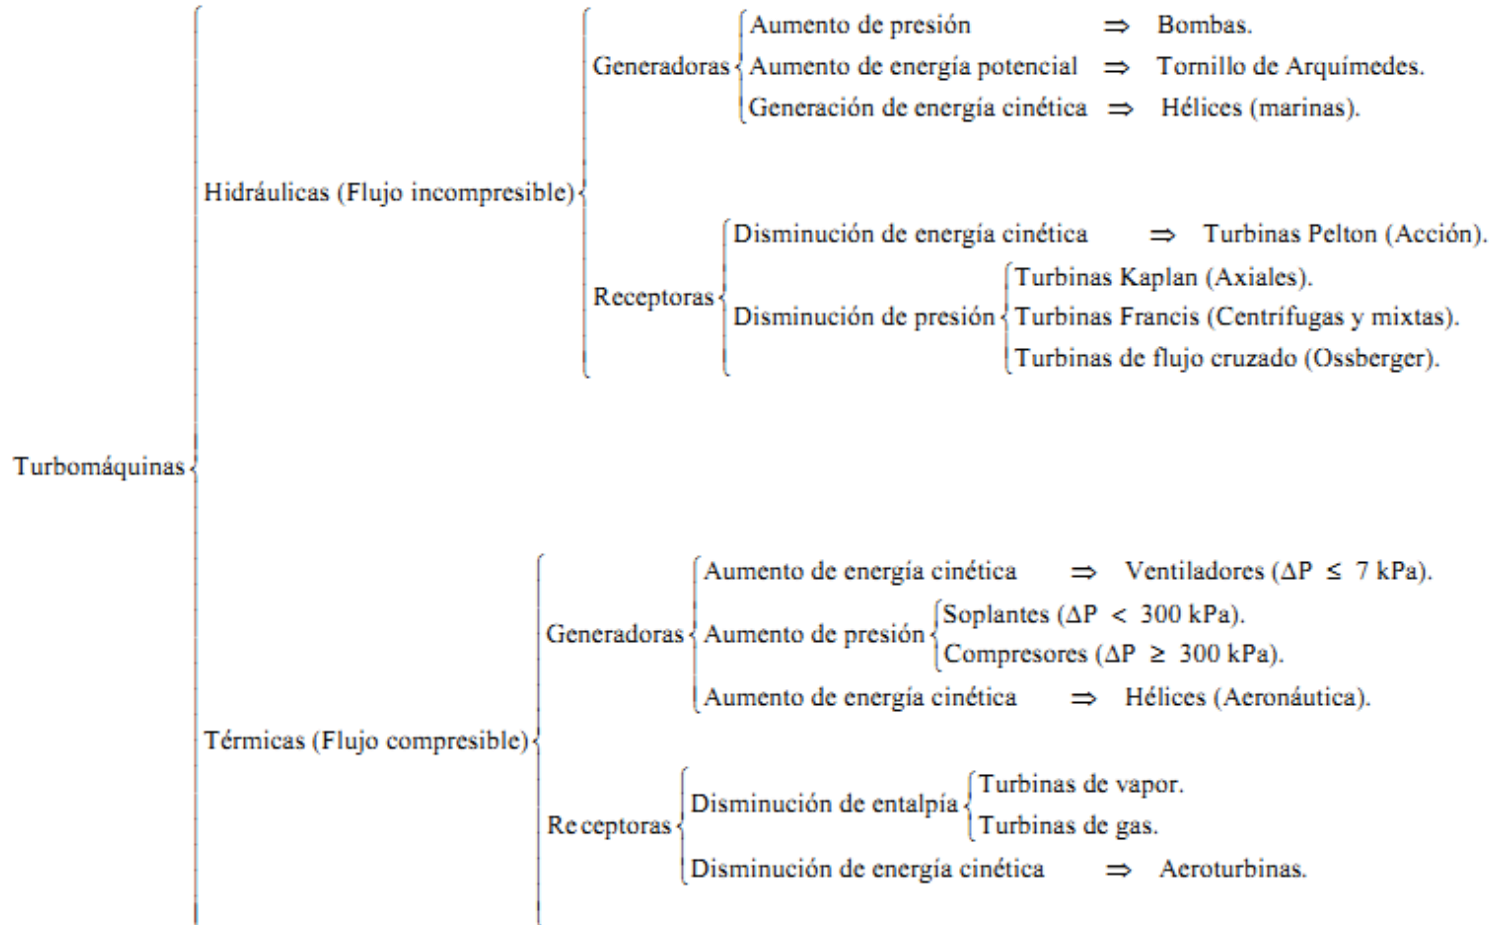 Aumento de presión ⇒ Bombas.
Generadoras Aumento de energía potencial ⇒ Tornillo de Arquímedes.
Generación de energía cinética ⇒ Hélices (marinas).
Hidráulicas (Flujo incompresible)
Disminución de energía cinética ⇒ Turbinas Pelton (Acción).
Turbinas Kaplan (Axiales).
Receptoras
Disminución de presión Turbinas Francis (Centrífugas y mixtas).
Turbinas de flujo cruzado (Ossberger).
Turbomáquinas
Aumento de energía cinética ⇒ Ventiladores (ΔP ≤ 7 kPa).
Soplantes (ΔP < 300 kPa).
Generadoras Aumento de presión
Compresores (ΔP ≥ 300 kPa).
Aumento de energía cinética ⇒ Hélices (Aeronáutica).
Térmicas (Flujo compresible)
Turbinas de vapor.
Disminución de entalpía
Receptoras Turbinas de gas.
Disminución de energía cinética ⇒ Aeroturbinas.